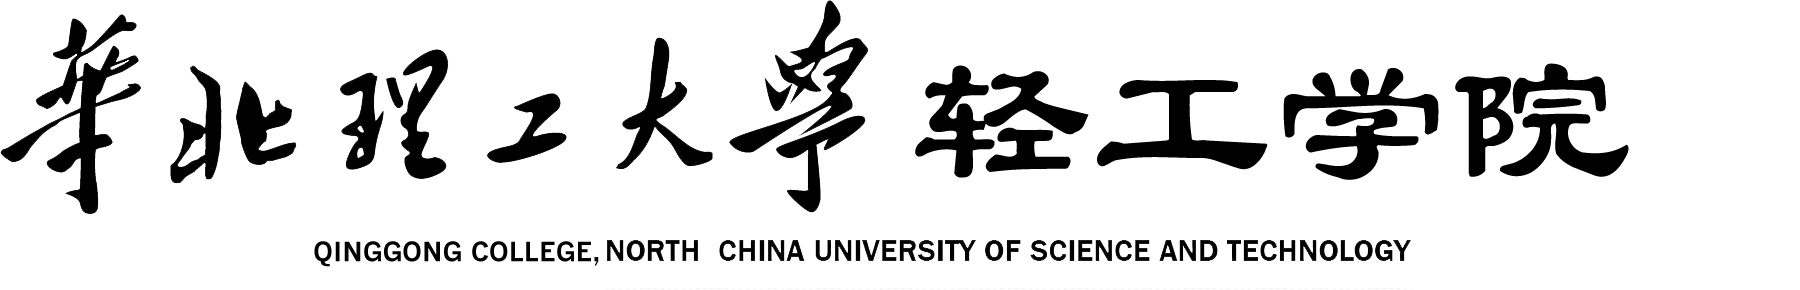 華北理工大學轻工学院
QINGGONG COLLEGE, NORTH CHINA UNIVERSITY OF SCIENCE AND TECHNOLOGY